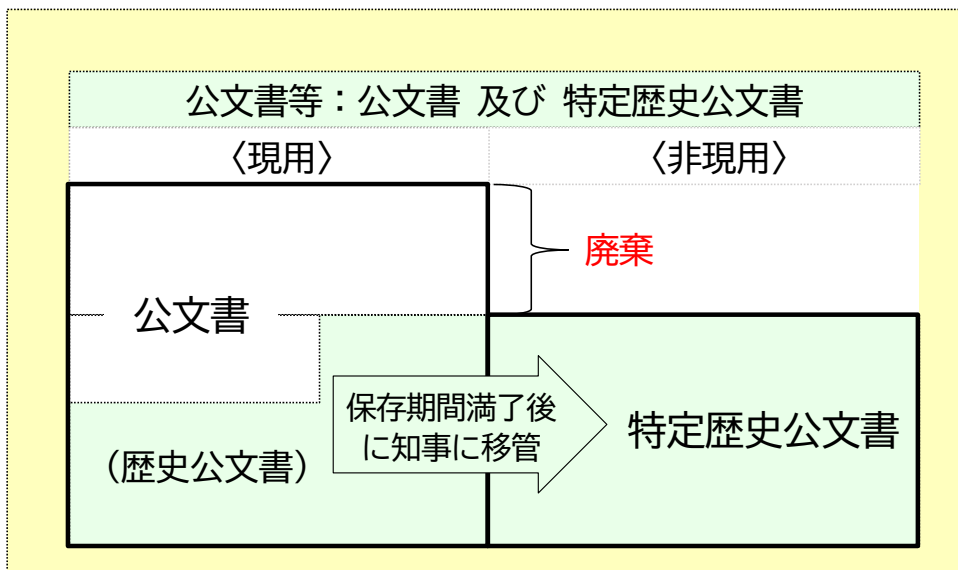 公文書等：公文書 及び 特定歴史公文書
〈現用〉
〈非現用〉
廃棄
公文書
保存期間満了後
に知事に移管
特定歴史公文書
（歴史公文書）